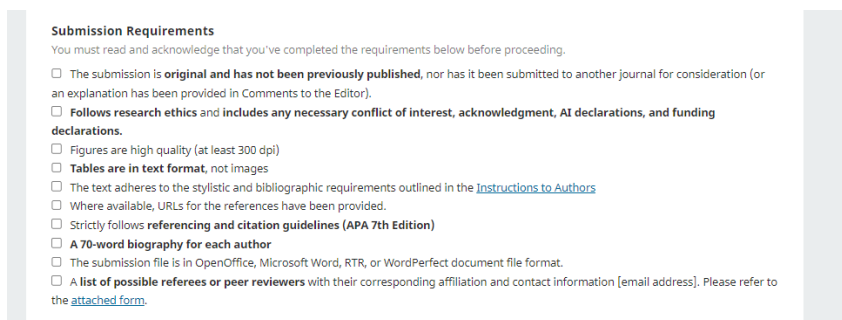 Submission Requirements
You must read and acknowledge that you've completed the requirements below before proceeding.
The submission is original and has not been previously published, nor has it been submitted to another journal for consideration (or
an explanation has been provided in Comments to the Editor).
Follows research ethics and includes any necessary conflict of interest, acknowledgment, AI declarations, and funding
declarations.
Figures are high quality (at least 300 dpi)
Tables are in text format, not images
The text adheres to the stylistic and bibliographic requirements outlined in the Instructions to Authors
Where available, URLs for the references have been provided.
Strictly follows referencing and citation guidelines (APA 7th Edition)
A 70-word biography for each author
The submission file is in OpenOffice, Microsoft Word, RTR, or WordPerfect document file format.
A list of possible referees or peer reviewers with their corresponding affiliation and contact information [email address]. Please refer to
the attached form.